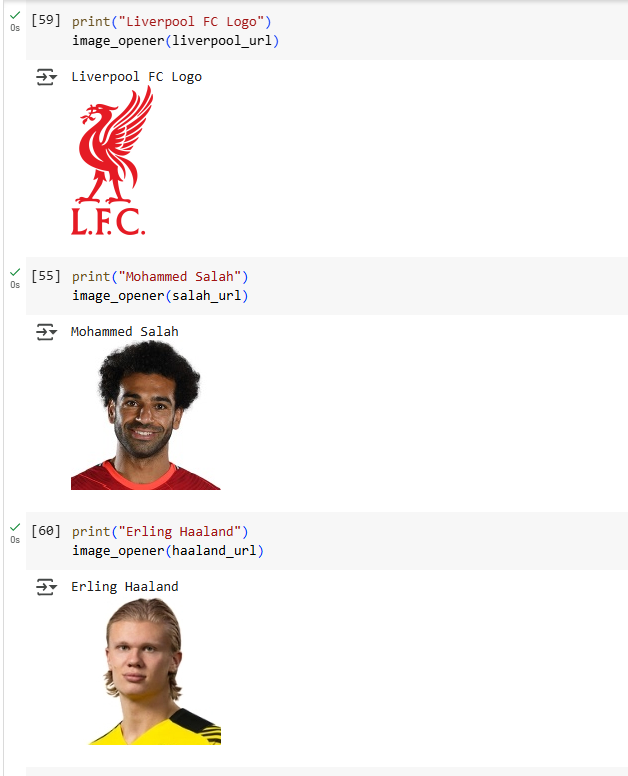 [59] print("Liverpool FC Logo")
image_opener(liverpool_url)
0s
Liverpool FC Logo
L.F.C.
[55] print("Mohammed Salah")
image_opener(salah_url)
0s
Mohammed Salah
[60] print("Erling Haaland")
image_opener(haaland_url)
0s
Erling Haaland